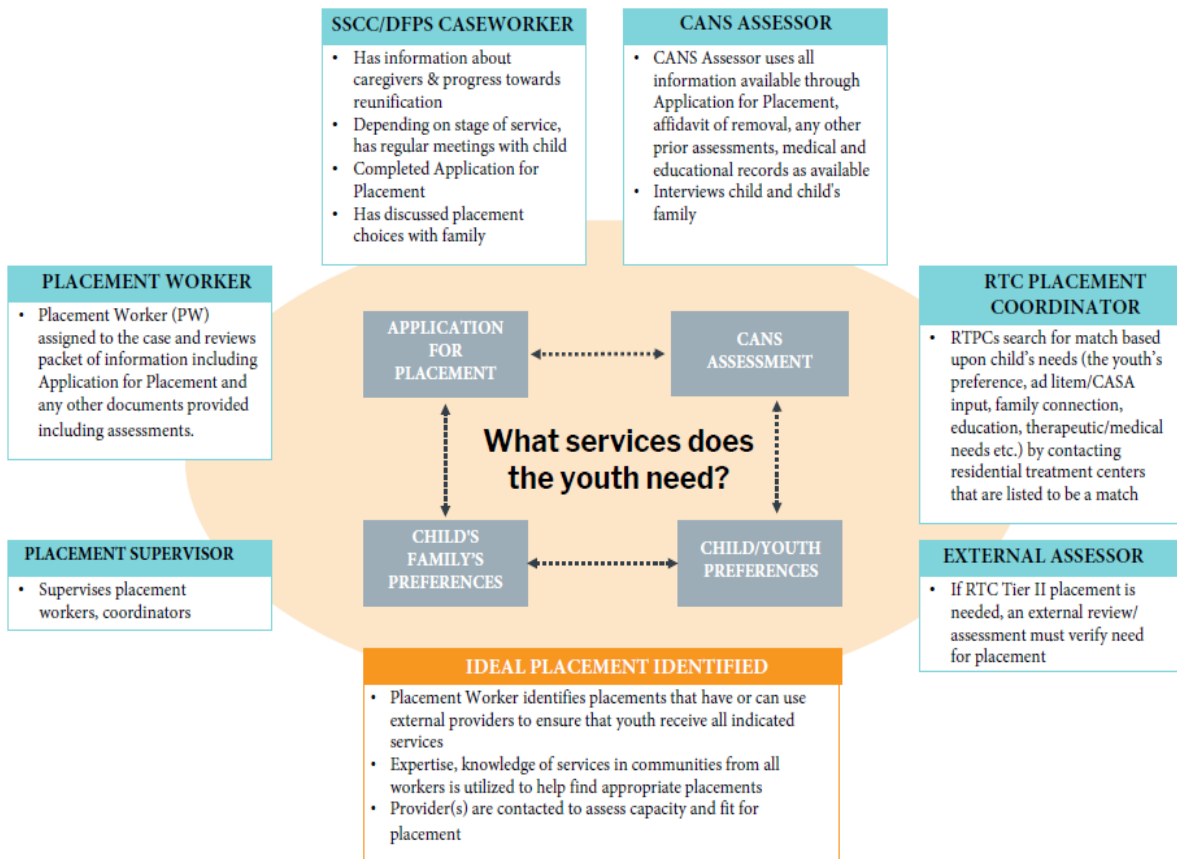 SSCC/DFPS CASEWORKER
• Has information about
caregivers & progress towards
reunification
• Depending on stage of service,
has regular meetings with child
• Completed Application for
Placement
• Has discussed placement
choices with family
CANS ASSESSOR
• CANS Assessor uses all
information available through
Application for Placement,
affidavit of removal, any other
prior assessments, medical and
educational records as available
• Interviews child and child's
family
PLACEMENT WORKER
• Placement Worker (PW)
assigned to the case and reviews
packet of information including
Application for Placement and
any other documents provided
including assessments.
RTC PLACEMENT
COORDINATOR
• RTPCs search for match based
upon child's needs (the youth's
preference, ad litem/CASA
input, family connection,
education, therapeutic/medical
needs etc.) by contacting
residential treatment centers
that are listed to be a match
APPLICATION
FOR
PLACEMENT
CANS
ASSESSMENT
What services does
the youth need?
CHILD'S
FAMILY'S
PREFERENCES
CHILD/YOUTH
PREFERENCES
PLACEMENT SUPERVISOR
• Supervises placement
workers, coordinators
EXTERNAL ASSESSOR
• If RTC Tier II placement is
needed, an external review/
assessment must verify need
for placement
IDEAL PLACEMENT IDENTIFIED
• Placement Worker identifies placements that have or can use
external providers to ensure that youth receive all indicated
services
• Expertise, knowledge of services in communities from all
workers is utilized to help find appropriate placements
• Provider(s) are contacted to assess capacity and fit for
placement